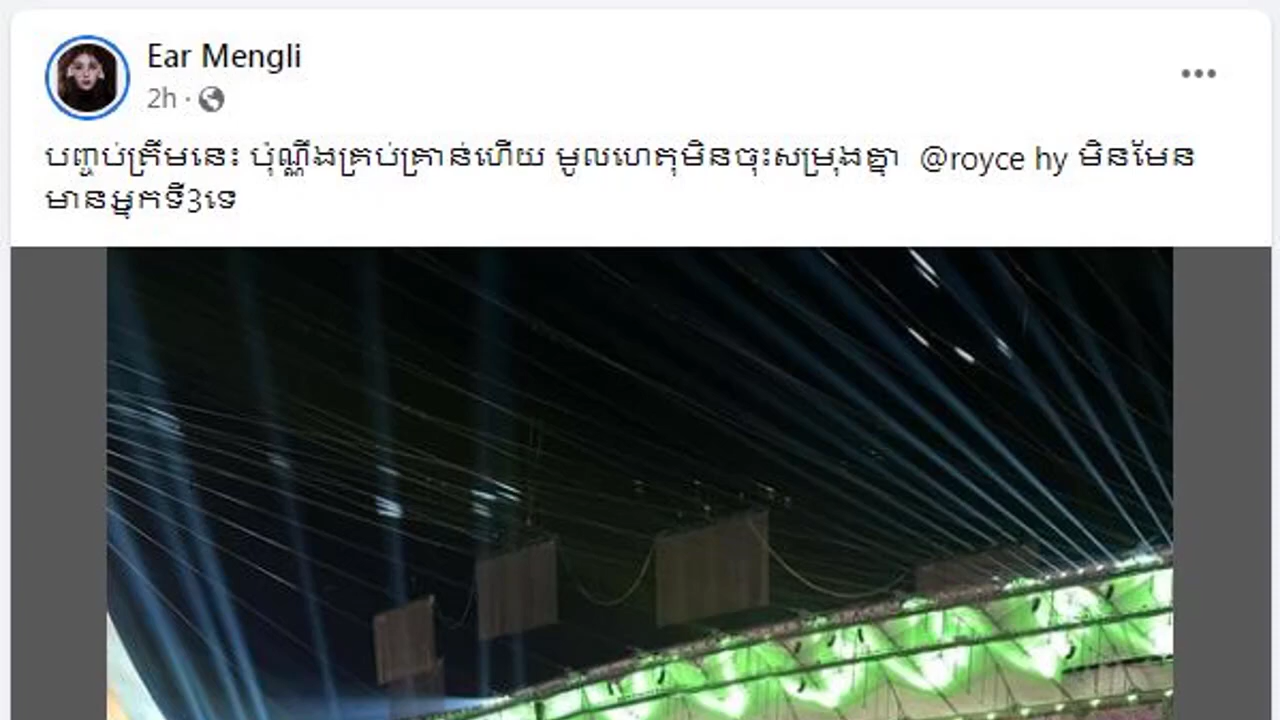 Ear Mengli
2h ·
បញ្ចប់ត្រឹមនេះ ប៉ុណ្ណឹងគ្រប់គ្រាន់ហើយ មូលហេតុមិនចុះសម្រុងគ្នា @royce hy មិនមែន
មានអ្នកទី3ទេ